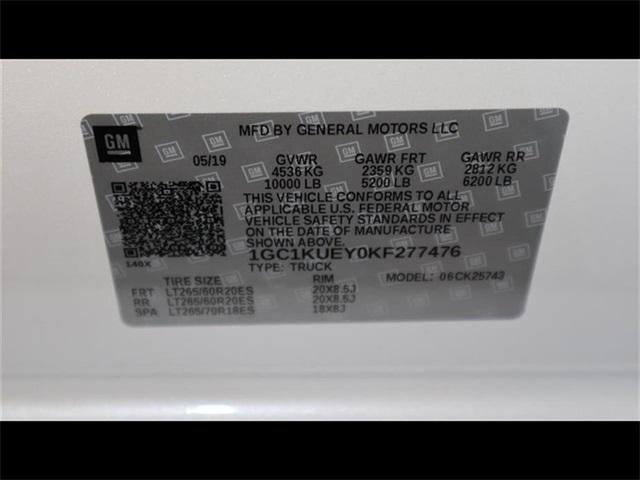 GM
MFD BY GENERAL MOTORS LLC
05/19 GVWR GAWR FRT GAWR RR
4536 KG 2359 KG 2812 KG
10000 LB 5200 LB 6200 LB
THIS VEHICLE CONFORMS TO ALL
APPLICABLE U.S. FEDERAL MOTOR
VEHICLE SAFETY STANDARDS IN EFFECT
ON THE DATE OF MANUFACTURE
SHOWN ABOVE.
140X 1GC1KUEY0KF277476
TYPE: TRUCK MODEL: 06CK25743
TIRE SIZE RIM
FRT LT265/60R20ES 20X8.5J
RR LT265/60R20ES 20X8.5J
SPA LT265/70R18ES 18X8J